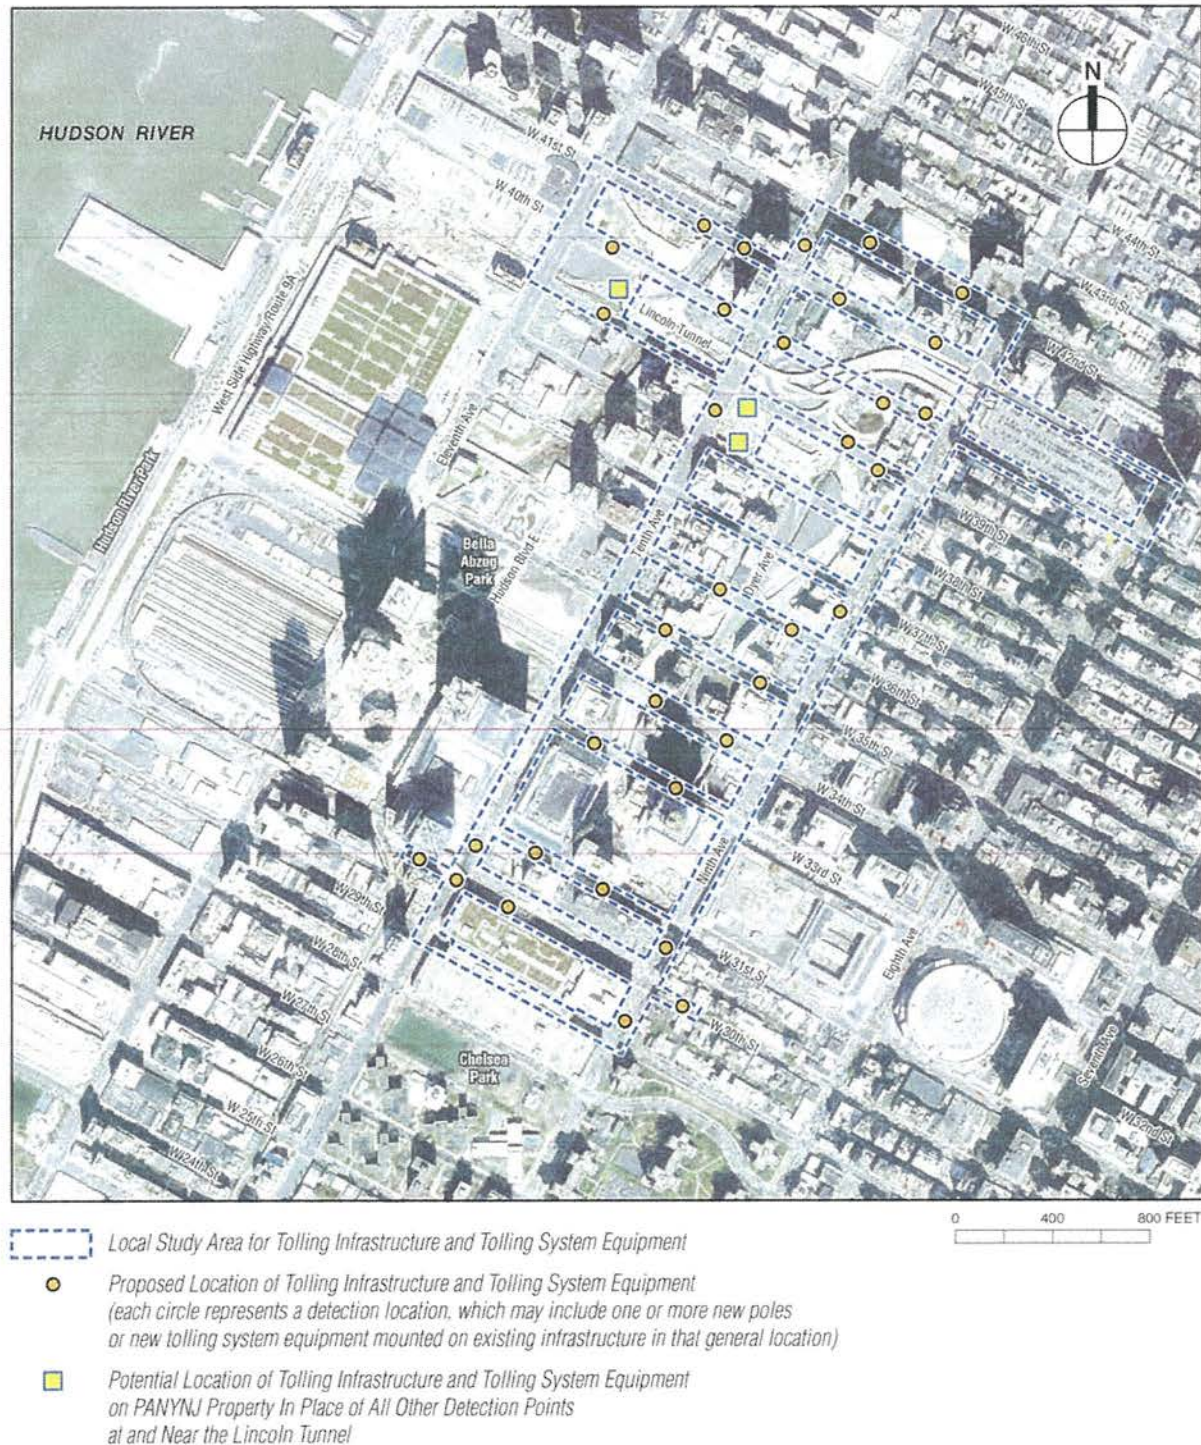 HUDSON RIVER
N
W 46th St
W 45th St
W 44th St
W 43rd St
W 42nd St
W 41st St
W 40th St
Lincoln Tunnel
West Side Highway/Route 9A
Hudson River Park
Eleventh Ave
Bella
Abzug
Park
Hudson Blvd E
Tenth Ave
Dyer Ave
W 39th St
W 38th St
W 37th St
W 36th St
W 35th St
W 34th St
W 33rd St
Ninth Ave
Eighth Ave
Seventh Ave
W 32nd St
W 31st St
W 30th St
W 29th St
W 28th St
W 27th St
W 26th St
W 25th St
W 24th St
Chelsea
Park
0 400 800 FEET
Local Study Area for Tolling Infrastructure and Tolling System Equipment
Proposed Location of Tolling Infrastructure and Tolling System Equipment
(each circle represents a detection location, which may include one or more new poles
or new tolling system equipment mounted on existing infrastructure in that general location)
Potential Location of Tolling Infrastructure and Tolling System Equipment
on PANYNJ Property In Place of All Other Detection Points
at and Near the Lincoln Tunnel